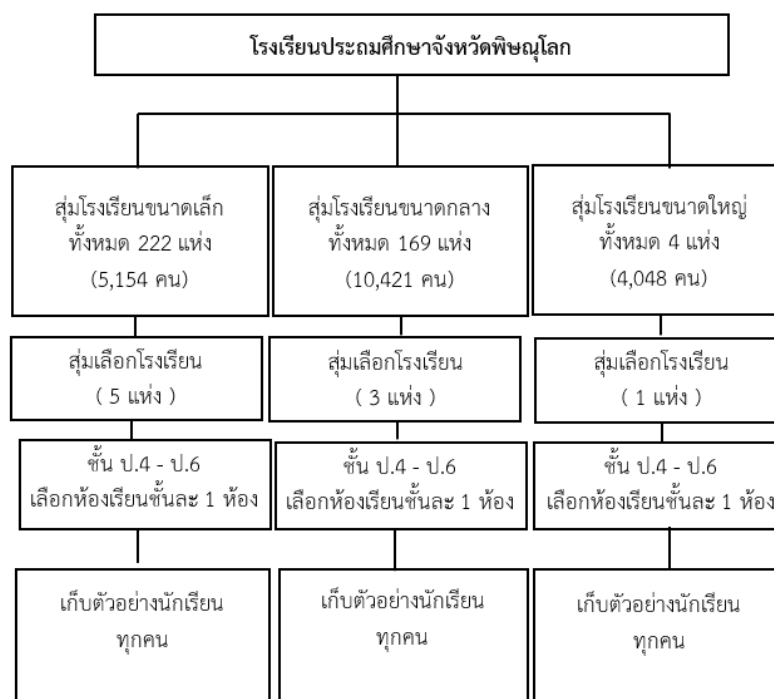 โรงเรียนประถมศึกษาจังหวัดพิษณุโลก
สุ่มโรงเรียนขนาดเล็ก
ทั้งหมด 222 แห่ง
(5,154 คน)
สุ่มโรงเรียนขนาดกลาง
ทั้งหมด 169 แห่ง
(10,421 คน)
สุ่มโรงเรียนขนาดใหญ่
ทั้งหมด 4 แห่ง
(4,048 คน)
สุ่มเลือกโรงเรียน
( 5 แห่ง )
สุ่มเลือกโรงเรียน
( 3 แห่ง )
สุ่มเลือกโรงเรียน
( 1 แห่ง )
ชั้น ป.4 - ป.6
เลือกห้องเรียนชั้นละ 1 ห้อง
ชั้น ป.4 - ป.6
เลือกห้องเรียนชั้นละ 1 ห้อง
ชั้น ป.4 - ป.6
เลือกห้องเรียนชั้นละ 1 ห้อง
เก็บตัวอย่างนักเรียน
ทุกคน
เก็บตัวอย่างนักเรียน
ทุกคน
เก็บตัวอย่างนักเรียน
ทุกคน